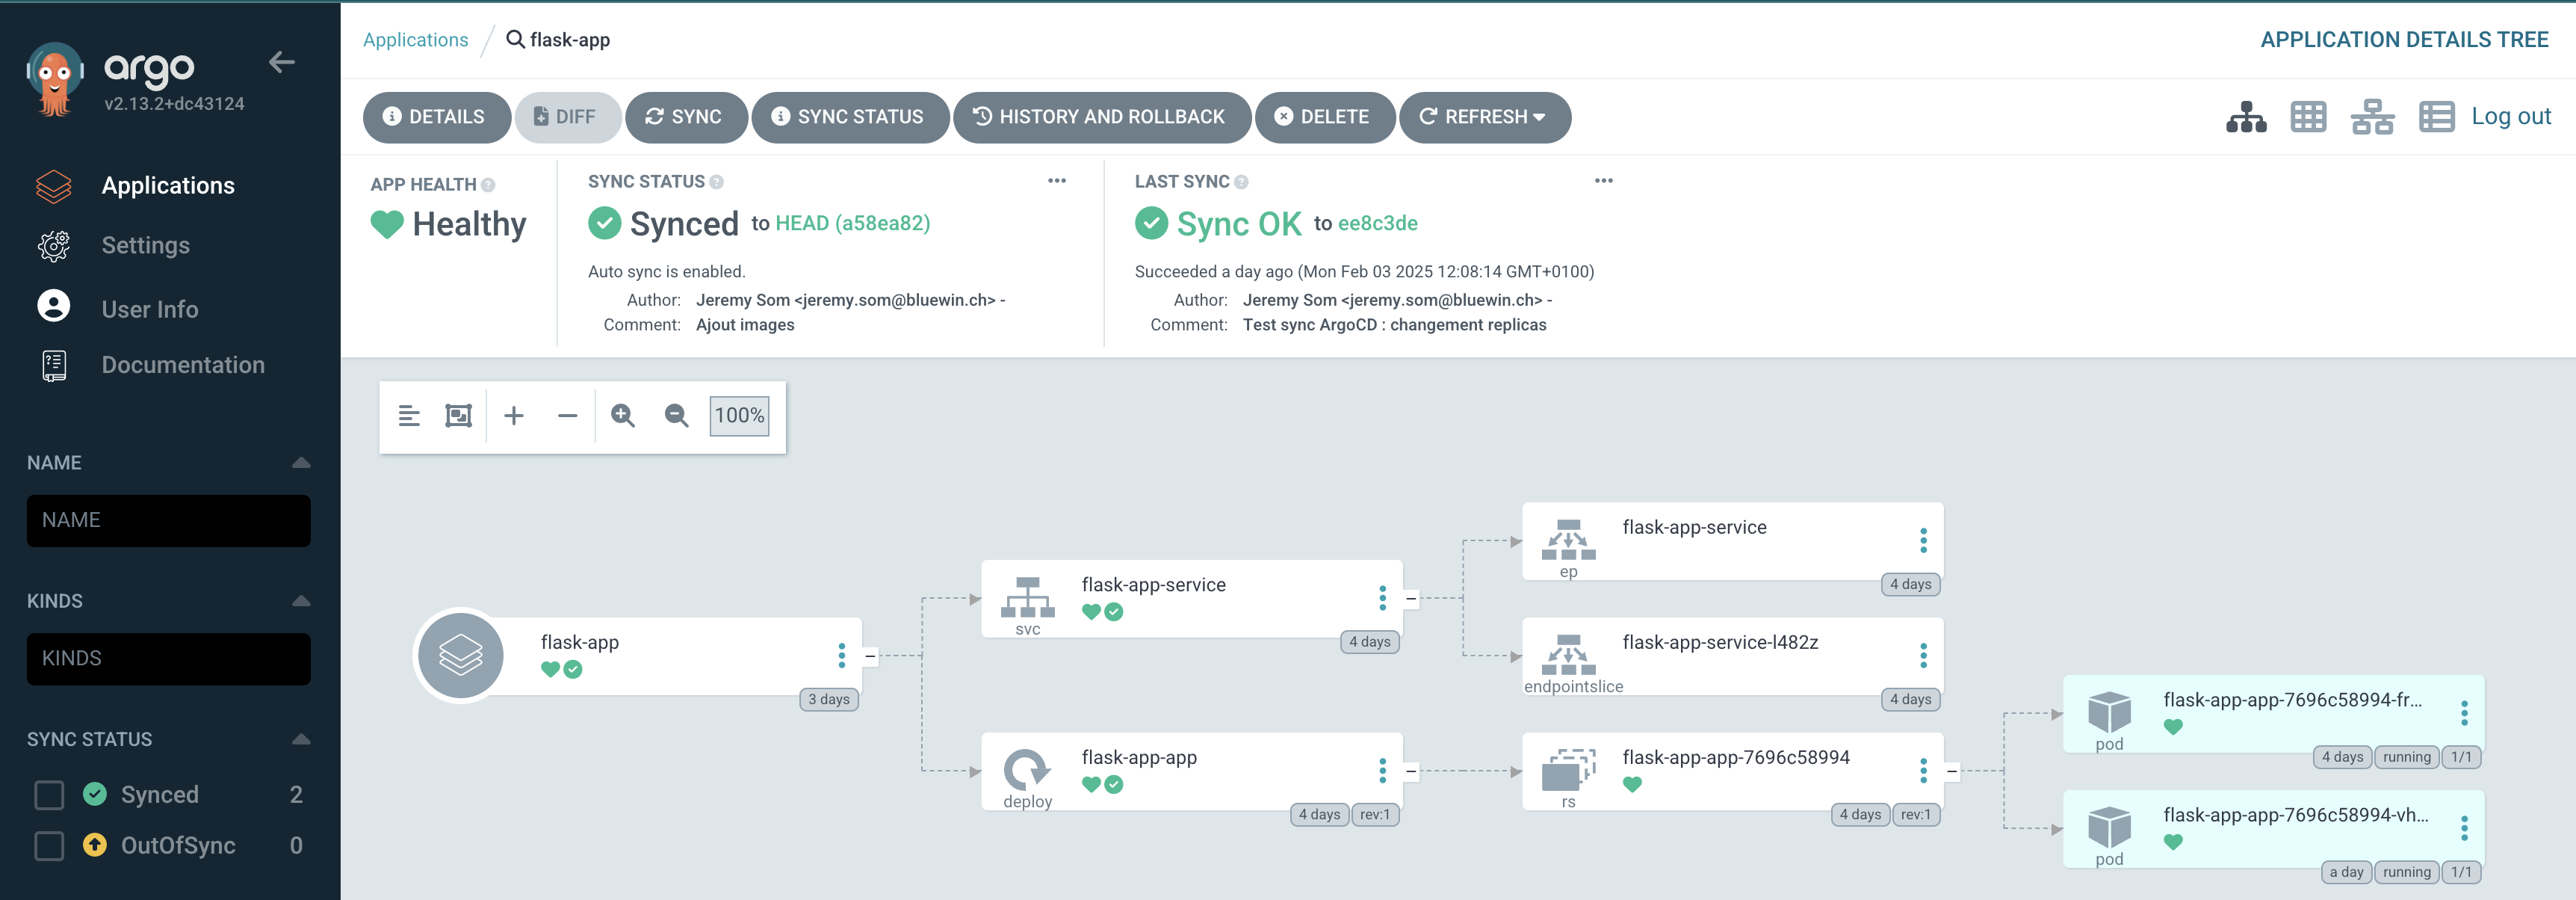 argo
v2.13.2+dc43124
Applications
Settings
User Info
Documentation
NAME
NAME
KINDS
KINDS
SYNC STATUS
Synced 2
OutOfSync 0
Applications / flask-app
APPLICATION DETAILS TREE
DETAILS DIFF SYNC SYNC STATUS HISTORY AND ROLLBACK DELETE REFRESH
Log out
APP HEALTH
Healthy
SYNC STATUS
Synced to HEAD (a58ea82)
Auto sync is enabled.
Author: Jeremy Som <jeremy.som@bluewin.ch> -
Comment: Ajout images
LAST SYNC
Sync OK to ee8c3de
Succeeded a day ago (Mon Feb 03 2025 12:08:14 GMT+0100)
Author: Jeremy Som <jeremy.som@bluewin.ch> -
Comment: Test sync ArgoCD : changement replicas
100%
flask-app
3 days
flask-app-service
svc
4 days
flask-app-app
deploy
4 days rev:1
flask-app-service
ep
4 days
flask-app-service-l482z
endpointslice
4 days
flask-app-app-7696c58994
rs
4 days rev:1
flask-app-app-7696c58994-fr...
pod
4 days running 1/1
flask-app-app-7696c58994-vh...
pod
a day running 1/1